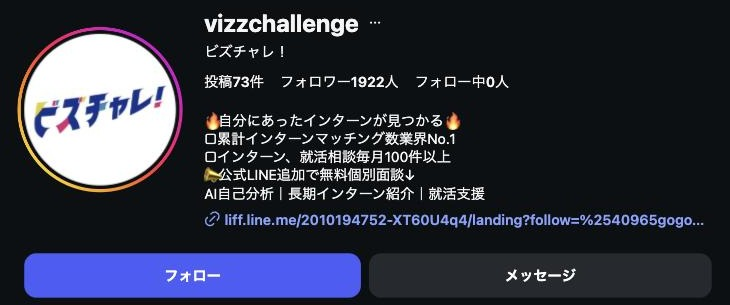 vizzchallenge ...
ビズチャレ！
投稿73件 フォロワー1922人 フォロー中0人
ビズチャレ!
🔥自分にあったインターンが見つかる🔥
□累計インターンマッチング数業界No.1
□インターン、就活相談毎月100件以上
📣公式LINE追加で無料個別面談↓
AI自己分析｜長期インターン紹介｜就活支援
liff.line.me/2010194752-XT60U4q4/landing?follow=%2540965gogo...
フォロー
メッセージ